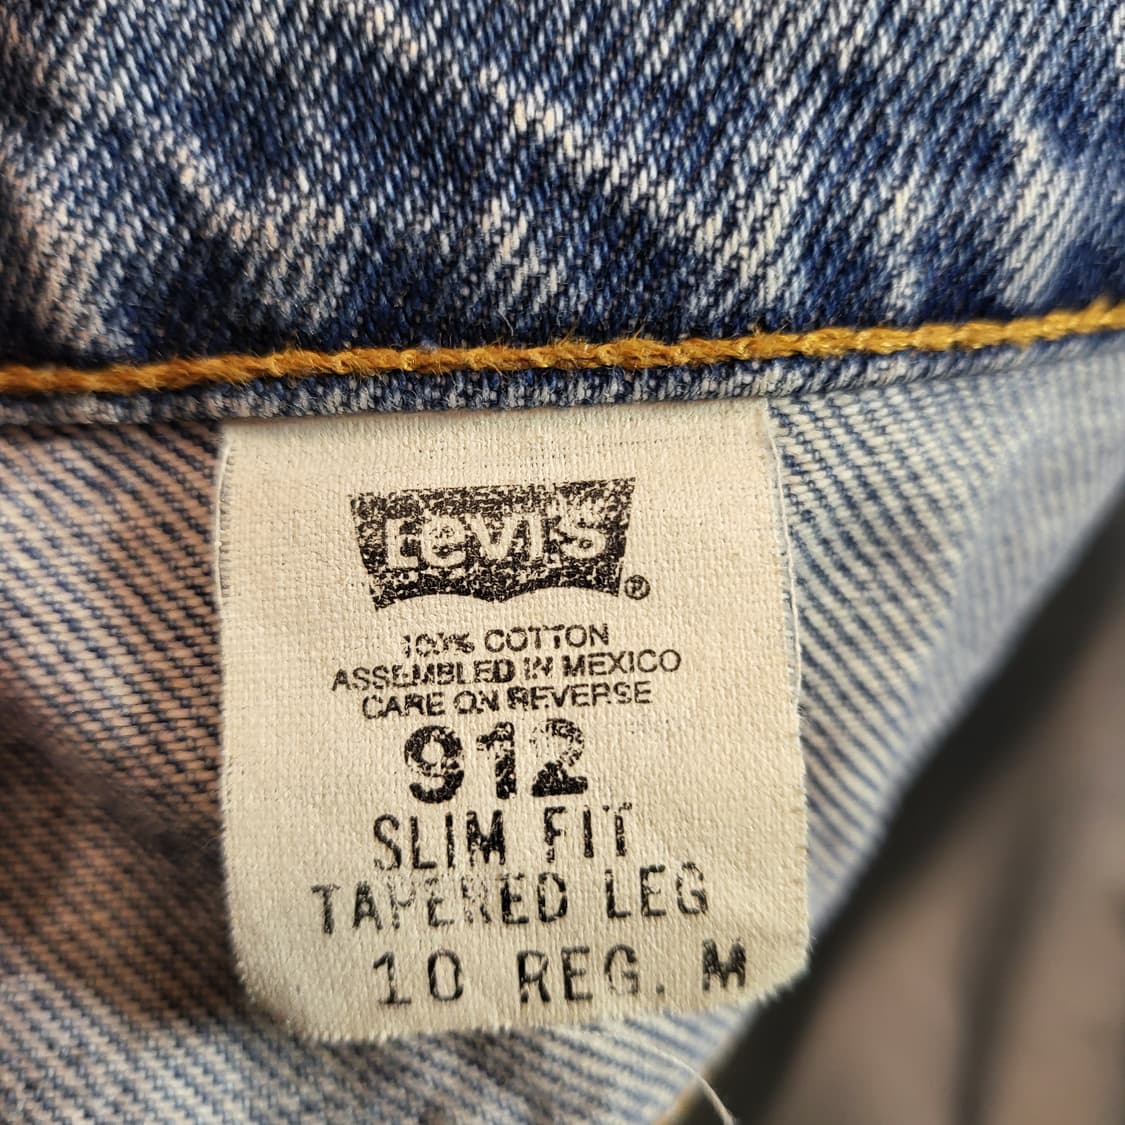 Levi's ®
100% COTTON
ASSEMBLED IN MEXICO
CARE ON REVERSE
912
SLIM FIT
TAPERED LEG
10 REG. M